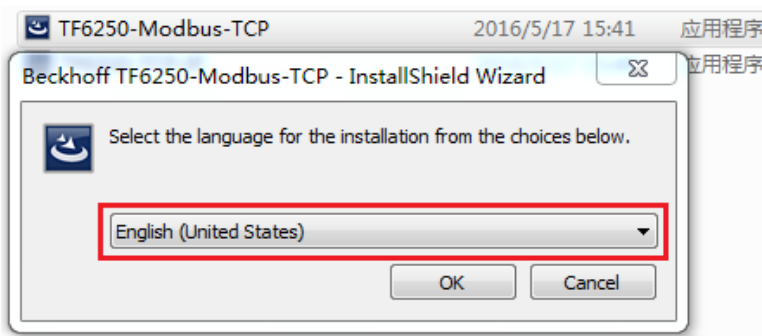 TF6250-Modbus-TCP 2016/5/17 15:41 应用程序
Beckhoff TF6250-Modbus-TCP - InstallShield Wizard
应用程序
Select the language for the installation from the choices below.
English (United States)
OK Cancel